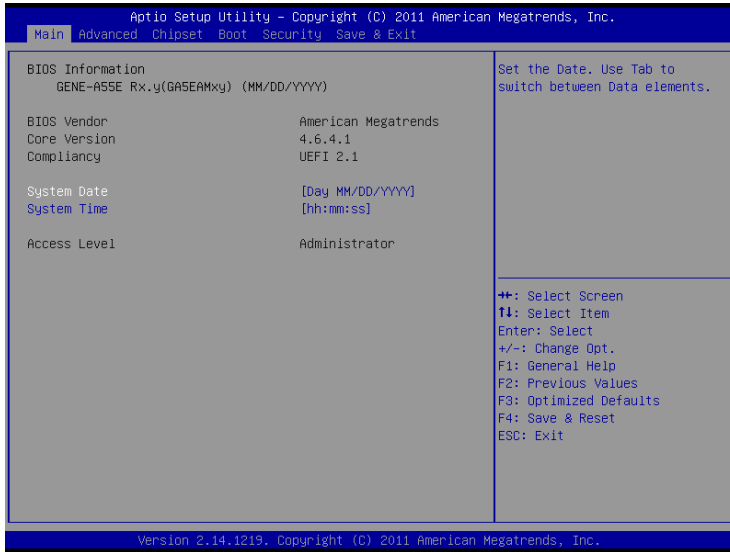 Aptio Setup Utility – Copyright (C) 2011 American Megatrends, Inc.
Main Advanced Chipset Boot Security Save & Exit
BIOS Information
GENE-A55E Rx.y(GA5EAMxy) (MM/DD/YYYY)
BIOS Vendor American Megatrends
Core Version 4.6.4.1
Compliancy UEFI 2.1
System Date [Day MM/DD/YYYY]
System Time [hh:mm:ss]
Access Level Administrator
Set the Date. Use Tab to
switch between Data elements.
→←: Select Screen
↑↓: Select Item
Enter: Select
+/-: Change Opt.
F1: General Help
F2: Previous Values
F3: Optimized Defaults
F4: Save & Reset
ESC: Exit
Version 2.14.1219. Copyright (C) 2011 American Megatrends, Inc.